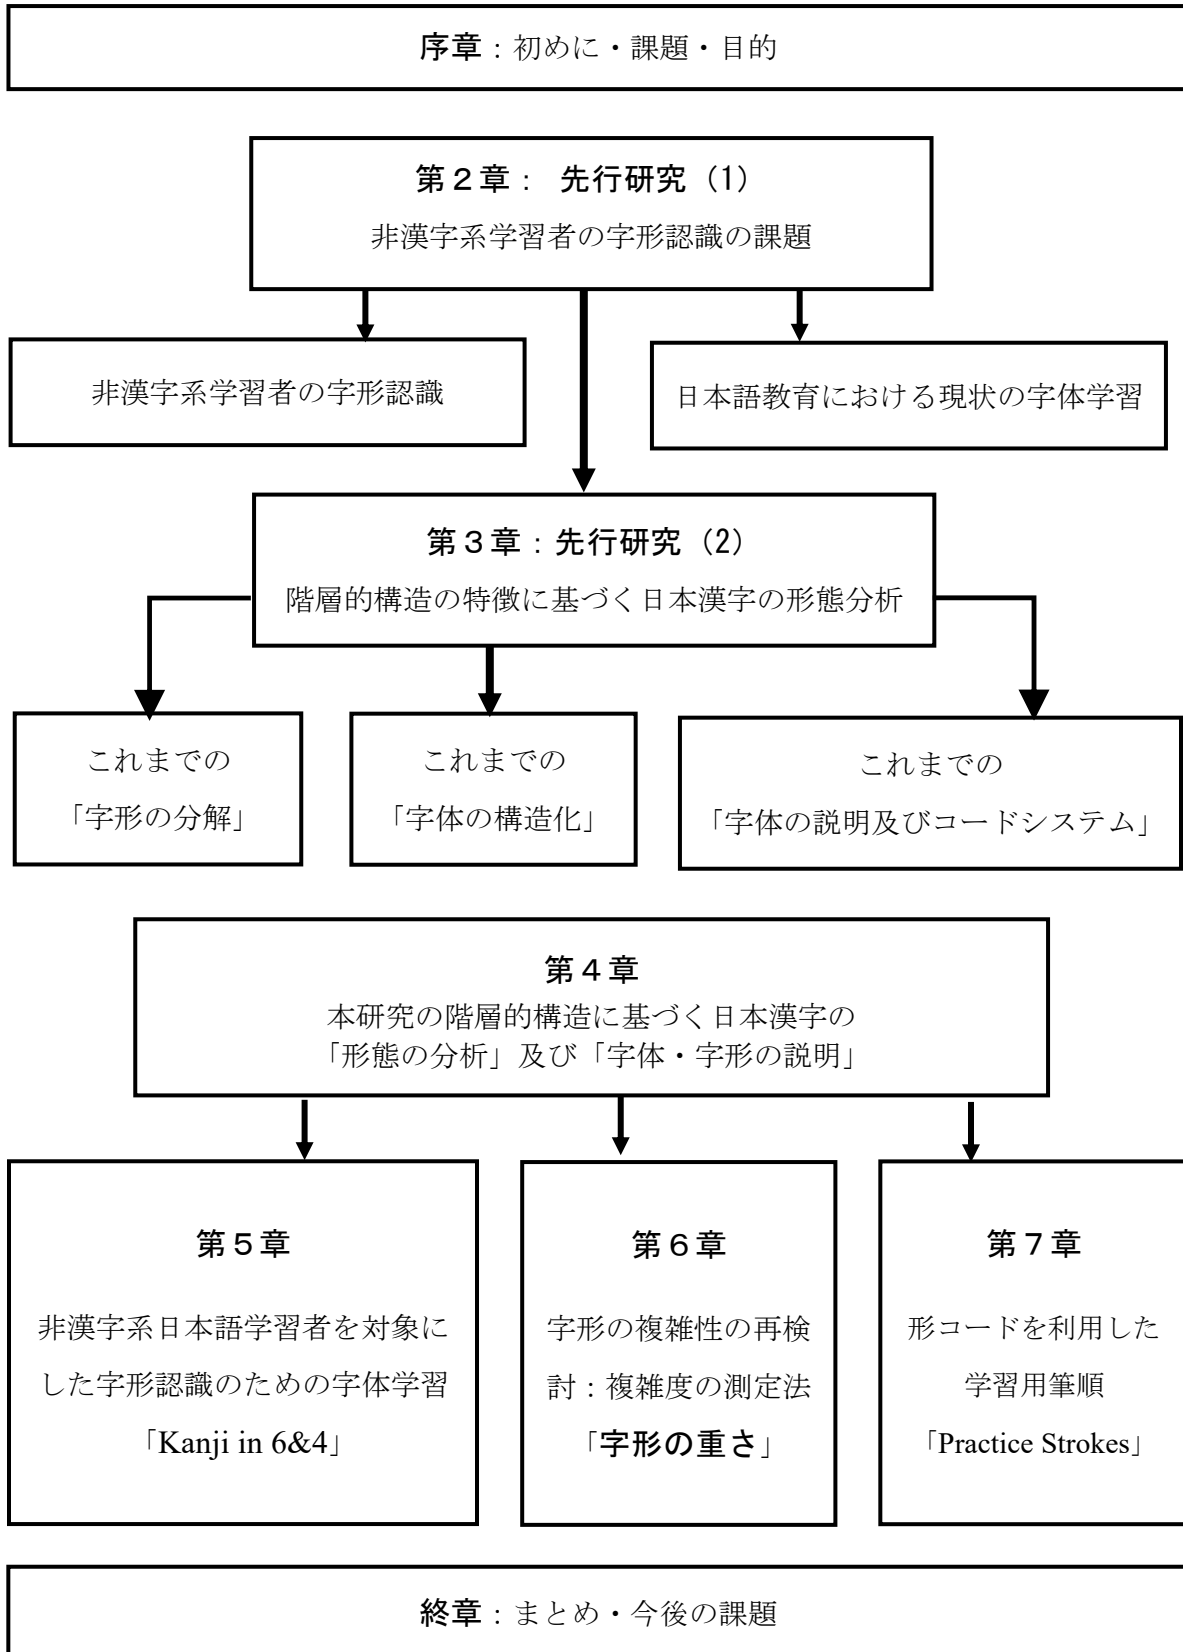 序章：初めに・課題・目的
第２章： 先行研究（1）
非漢字系学習者の字形認識の課題
非漢字系学習者の字形認識
日本語教育における現状の字体学習
第３章：先行研究（2）
階層的構造の特徴に基づく日本漢字の形態分析
これまでの
「字形の分解」
これまでの
「字体の構造化」
これまでの
「字体の説明及びコードシステム」
第４章
本研究の階層的構造に基づく日本漢字の
「形態の分析」及び「字体・字形の説明」
第５章
非漢字系日本語学習者を対象に
した字形認識のための字体学習
「Kanji in 6&4」
第６章
字形の複雑性の再検
討：複雑度の測定法
「字形の重さ」
第７章
形コードを利用した
学習用筆順
「Practice Strokes」
終章：まとめ・今後の課題